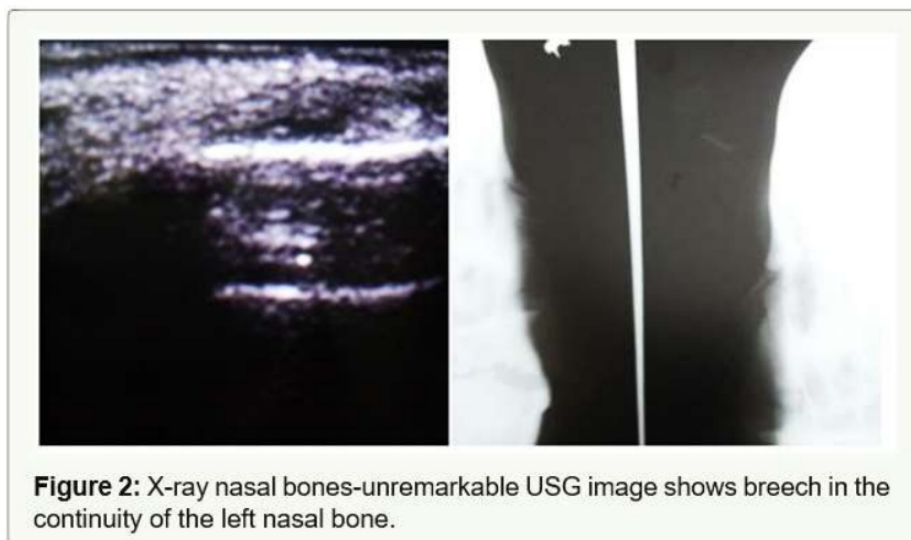 Figure 2: X-ray nasal bones-unremarkable USG image shows breech in the
continuity of the left nasal bone.